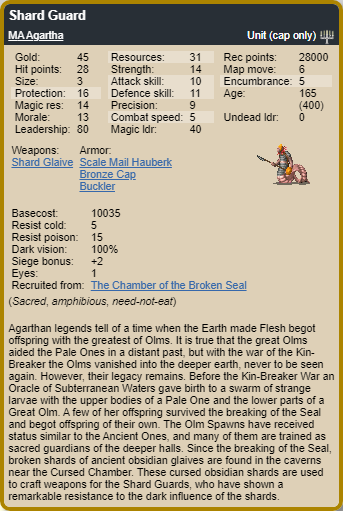 Shard Guard
MA Agartha Unit (cap only)
Gold: 45 Resources: 31 Rec points: 28000
Hit points: 28 Strength: 14 Map move: 6
Size: 3 Attack skill: 10 Encumbrance: 5
Protection: 16 Defence skill: 11 Age: 165
Magic res: 14 Precision: 9 (400)
Morale: 13 Combat speed: 5 Undead ldr: 0
Leadership: 80 Magic ldr: 40
Weapons: Armor:
Shard Glaive Scale Mail Hauberk
Bronze Cap
Buckler
Basecost: 10035
Resist cold: 5
Resist poison: 15
Dark vision: 100%
Siege bonus: +2
Eyes: 1
Recruited from: The Chamber of the Broken Seal
(Sacred, amphibious, need-not-eat)
Agarthan legends tell of a time when the Earth made Flesh begot
offspring with the greatest of Olms. It is true that the great Olms
aided the Pale Ones in a distant past, but with the war of the Kin-
Breaker the Olms vanished into the deeper earth, never to be seen
again. However, their legacy remains. Before the Kin-Breaker War an
Oracle of Subterranean Waters gave birth to a swarm of strange
larvae with the upper bodies of a Pale One and the lower parts of a
Great Olm. A few of her offspring survived the breaking of the Seal
and begot offspring of their own. The Olm Spawns have received
status similar to the Ancient Ones, and many of them are trained as
sacred guardians of the deeper halls. Since the breaking of the Seal,
broken shards of ancient obsidian glaives are found in the caverns
near the Cursed Chamber. These cursed obsidian shards are used
to craft weapons for the Shard Guards, who have shown a
remarkable resistance to the dark influence of the shards.